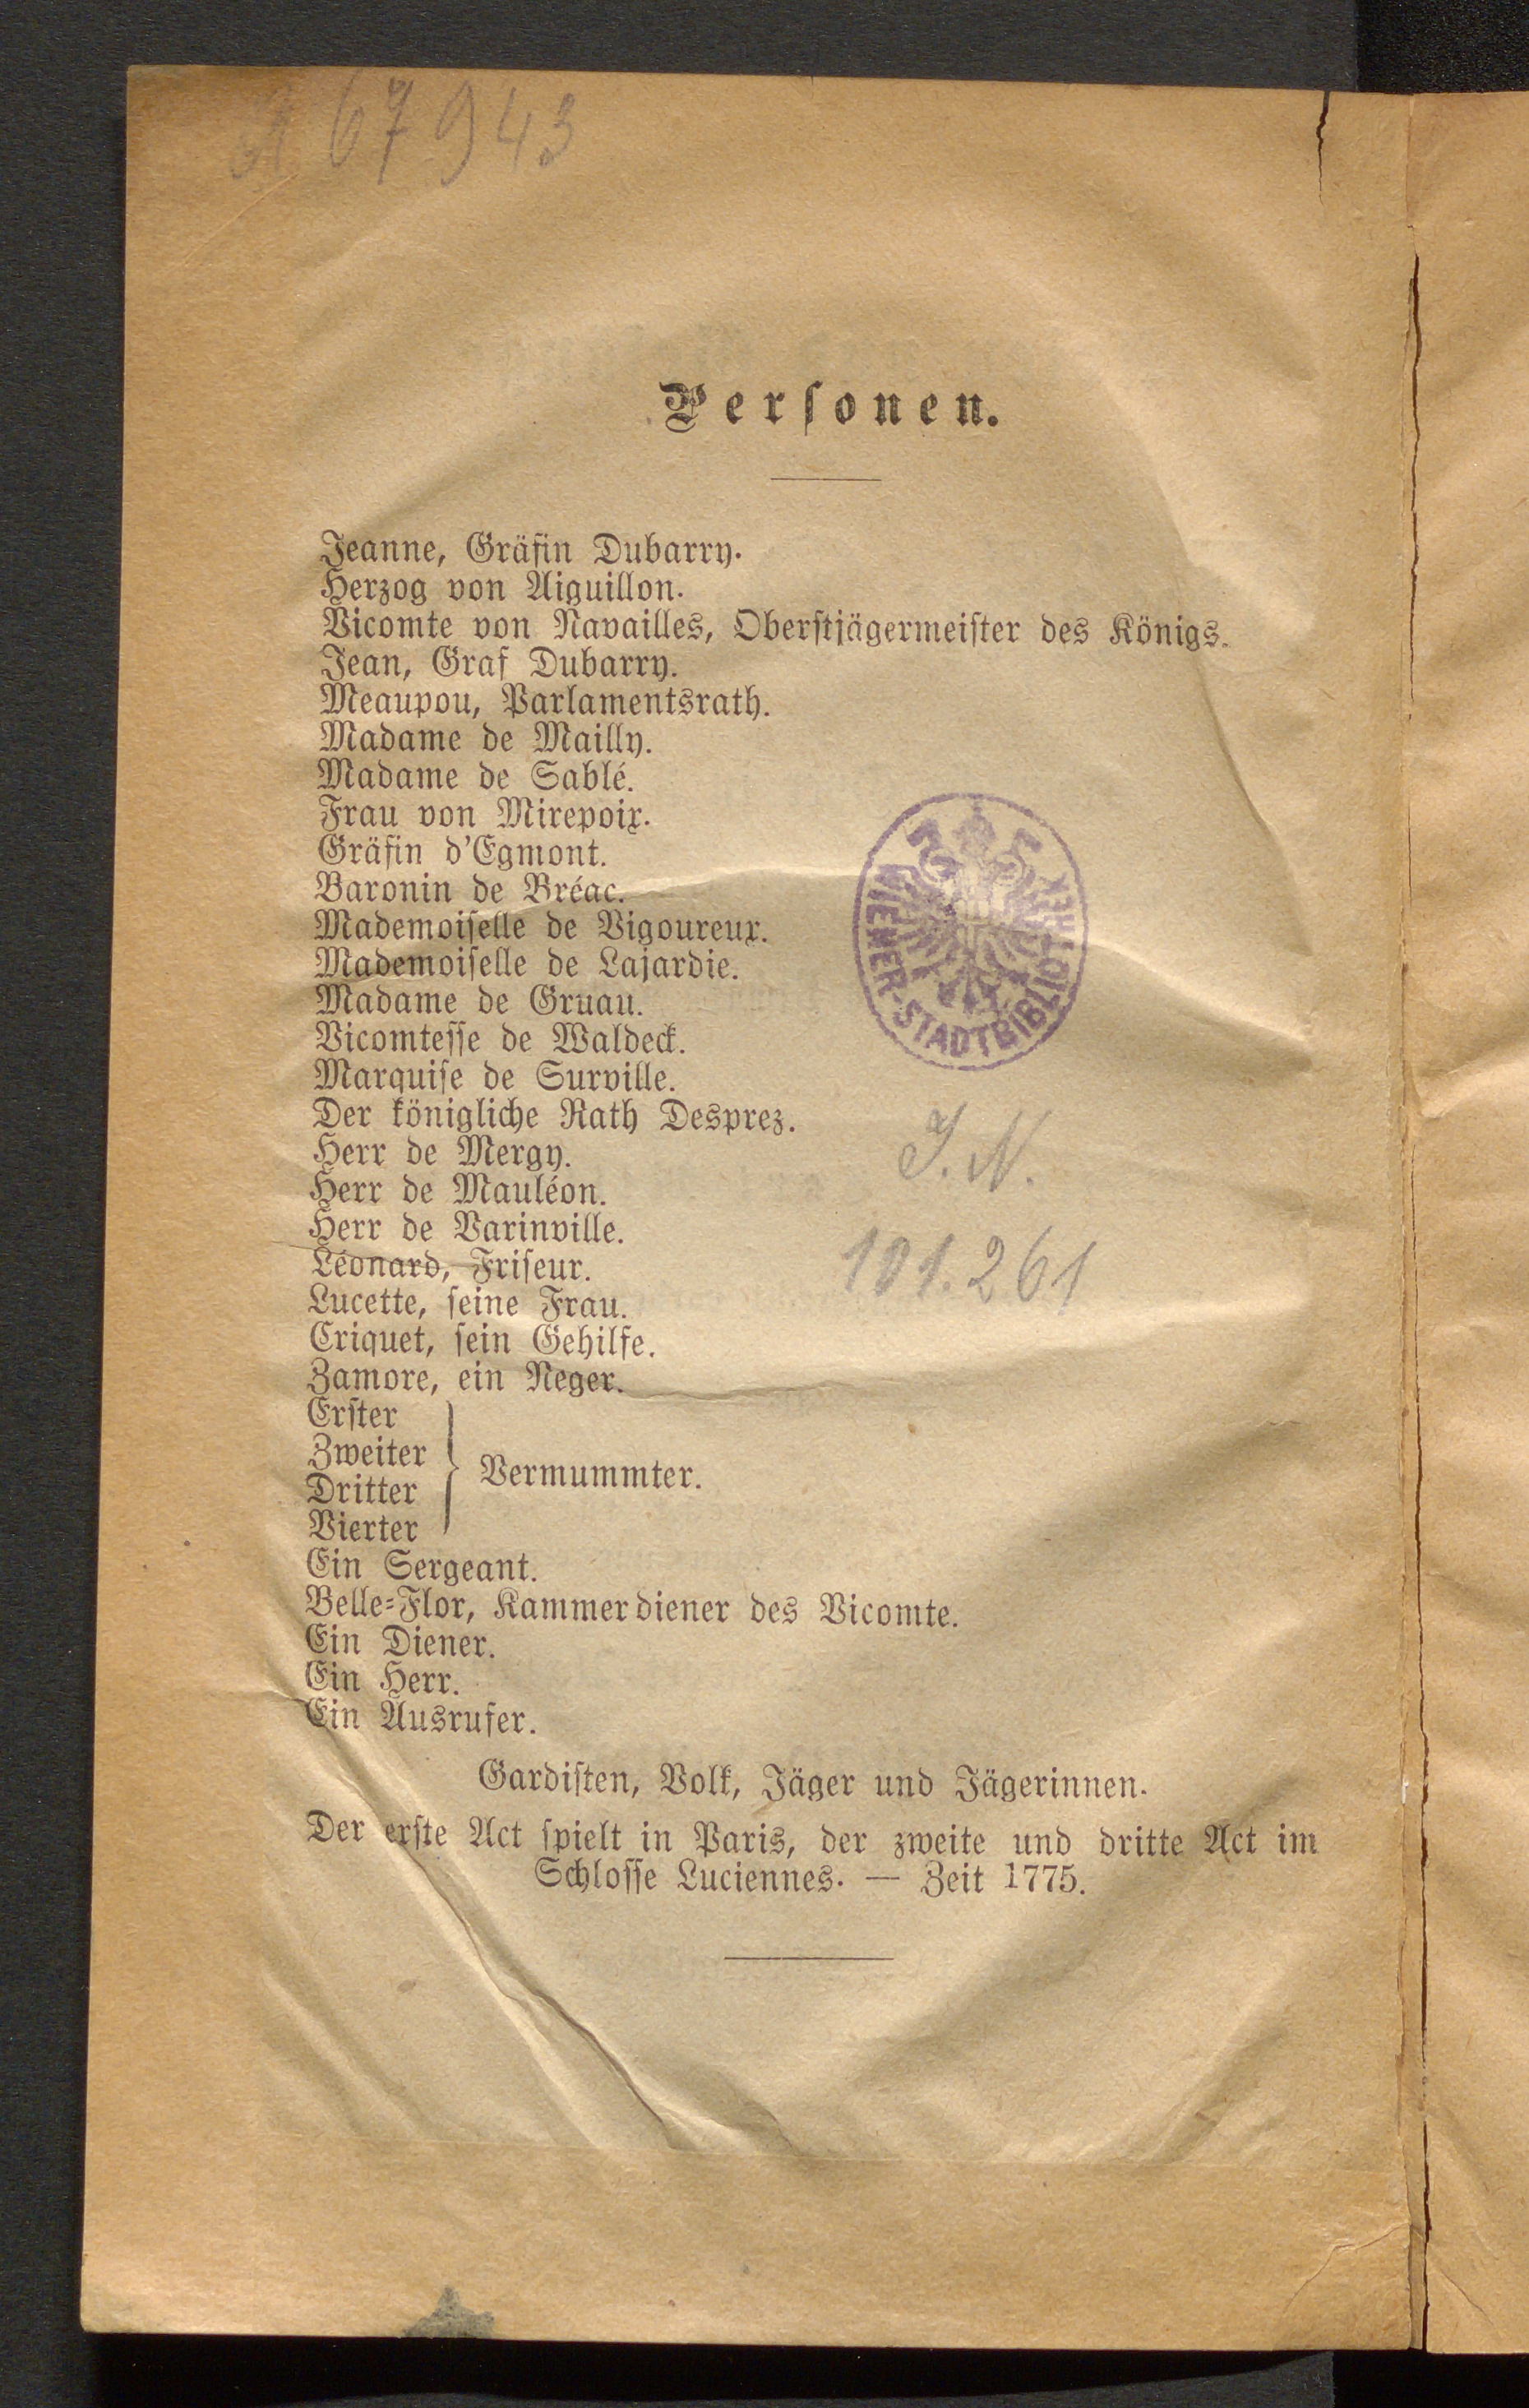 A 67943
Personen.
Jeanne, Gräfin Dubarry.
Herzog von Aiguillon.
Vicomte von Navailles, Oberstjägermeister des Königs.
Jean, Graf Dubarry.
Meaupou, Parlamentsrath.
Madame de Mailly.
Madame de Sablé.
Frau von Mirepoix.
Gräfin d'Egmont.
Baronin de Bréac.
Mademoiselle de Vigoureux.
Mademoiselle de Lajardie.
Madame de Gruau.
Vicomtesse de Waldeck.
Marquise de Surville.
Der königliche Rath Desprez.
Herr de Mergy.
Herr de Mauléon.
Herr de Varinville.
Léonard, Friseur.
Lucette, seine Frau.
Criquet, sein Gehilfe.
Zamore, ein Neger.
Erster
Zweiter
Dritter
Vierter
Vermummter.
Ein Sergeant.
Belle-Flor, Kammerdiener des Vicomte.
Ein Diener.
Ein Herr.
Ein Ausrufer.
Gardisten, Volk, Jäger und Jägerinnen.
Der erste Act spielt in Paris, der zweite und dritte Act im
Schlosse Luciennes. — Zeit 1775.
WIENER-STADTBIBLIOTHEK
J. N.
101.261